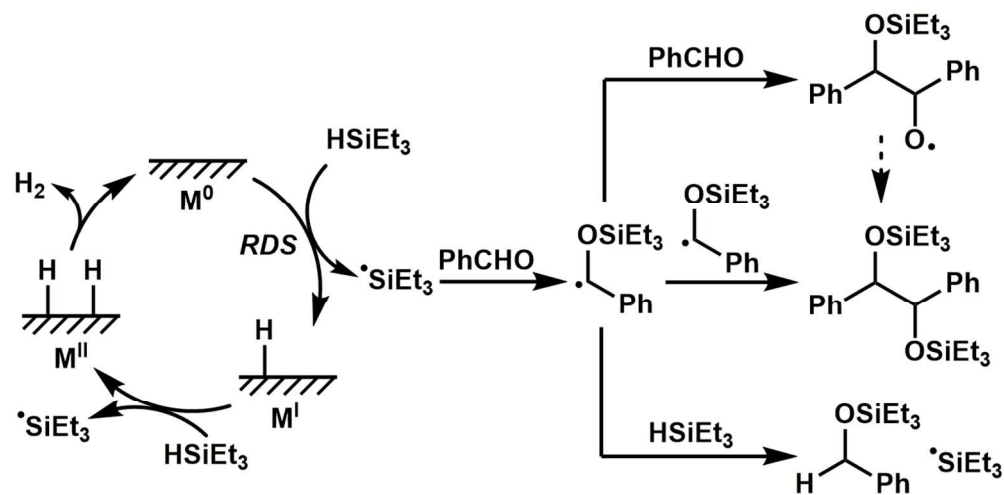 OSiEt₃
PhCHO
Ph
Ph
O•
HSiEt₃
H₂
M⁰
RDS
OSiEt₃
OSiEt₃
•
Ph
PhCHO
•SiEt₃
•
Ph
OSiEt₃
Ph
Ph
OSiEt₃
H H
Mᴵᴵ
H
Mᴵ
•SiEt₃
HSiEt₃
HSiEt₃
OSiEt₃
H
Ph
•SiEt₃